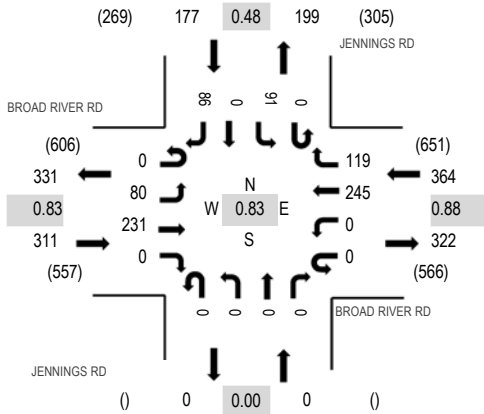 (269) 177 0.48 199 (305)
JENNINGS RD
BROAD RIVER RD
86 0 91 0
(606) (651)
331 0 119 364
0.83 80 245 0.88
N
W 0.83 E
S
311 231 0 322
(557) 0 0 (566)
0 0 0 0
BROAD RIVER RD
JENNINGS RD
() 0 0.00 0 ()